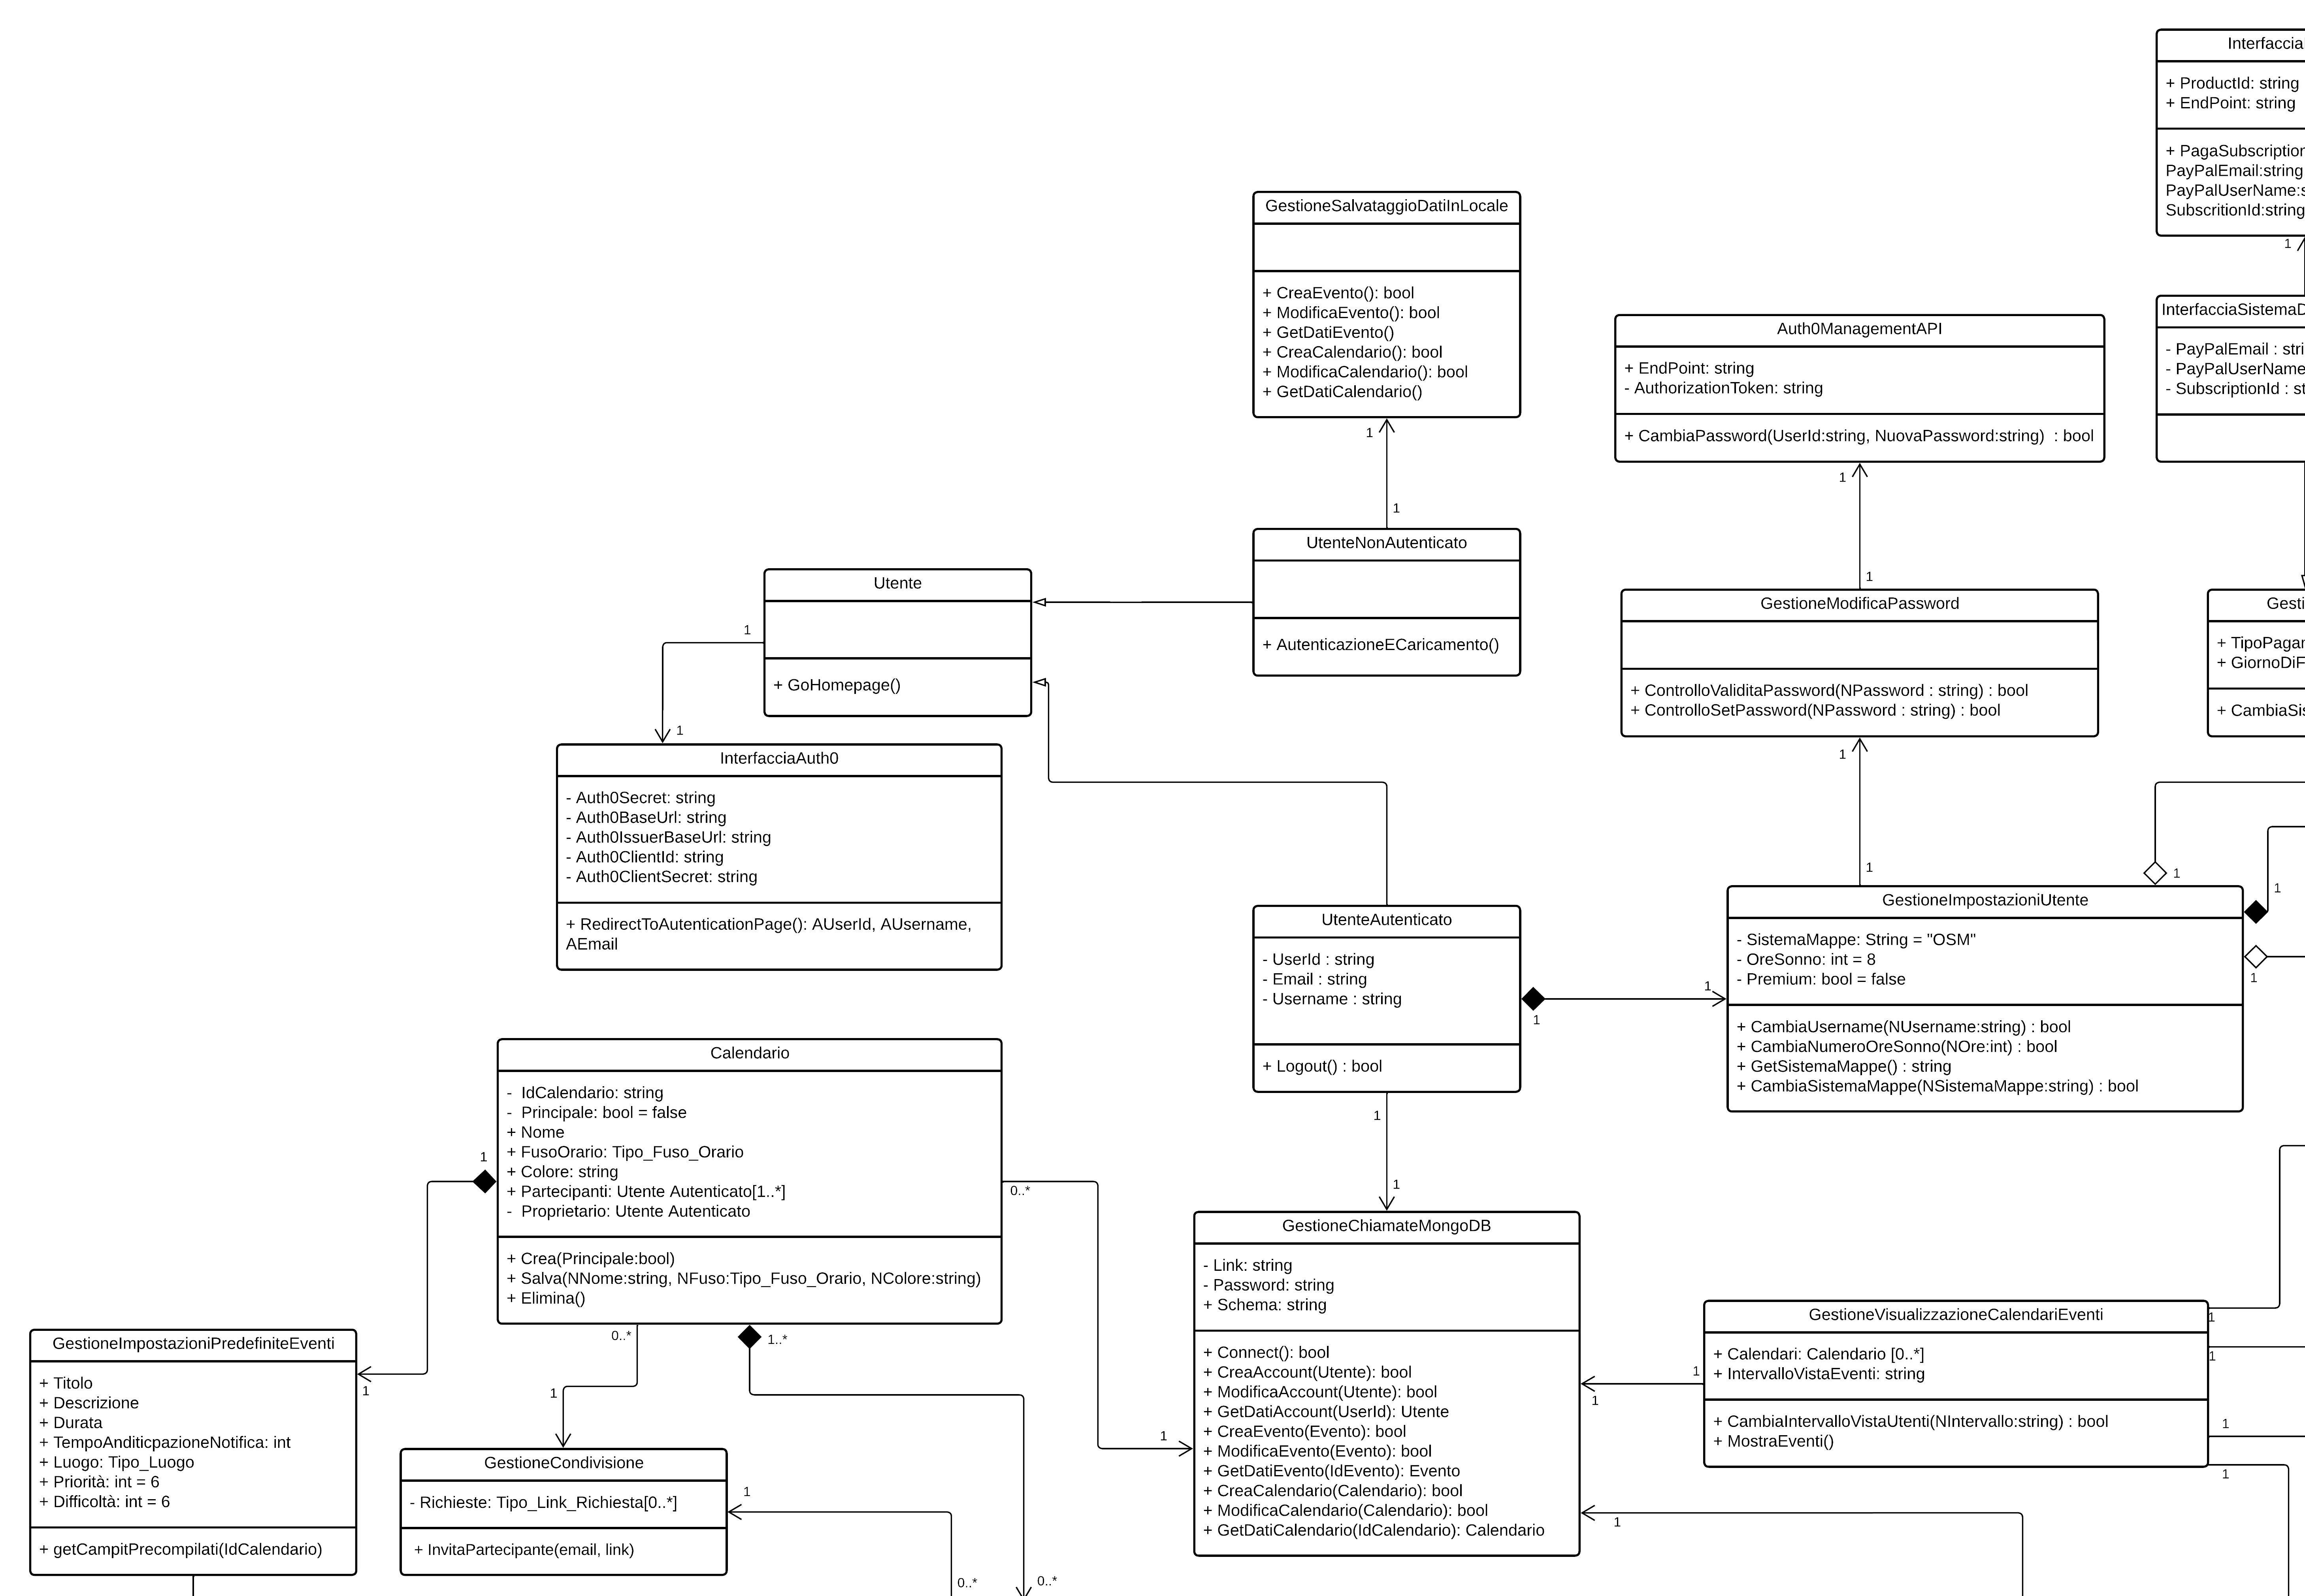 Interfaccia
+ ProductId: string
+ EndPoint: string
+ PagaSubscription
PayPalEmail:string
PayPalUserName:s
SubscritionId:string
1
InterfacciaSistemaD
- PayPalEmail : stri
- PayPalUserName
- SubscriptionId : st
GestioneSalvataggioDatiInLocale
+ CreaEvento(): bool
+ ModificaEvento(): bool
+ GetDatiEvento()
+ CreaCalendario(): bool
+ ModificaCalendario(): bool
+ GetDatiCalendario()
1
1
Auth0ManagementAPI
+ EndPoint: string
- AuthorizationToken: string
+ CambiaPassword(UserId:string, NuovaPassword:string)  : bool
1
1
UtenteNonAutenticato
+ AutenticazioneECaricamento()
Utente
+ GoHomepage()
1
1
GestioneModificaPassword
+ ControlloValiditaPassword(NPassword : string) : bool
+ ControlloSetPassword(NPassword : string) : bool
1
1
Gesti
+ TipoPagar
+ GiornoDiF
+ CambiaSis
InterfacciaAuth0
- Auth0Secret: string
- Auth0BaseUrl: string
- Auth0IssuerBaseUrl: string
- Auth0ClientId: string
- Auth0ClientSecret: string
+ RedirectToAutenticationPage(): AUserId, AUsername,
AEmail
UtenteAutenticato
- UserId : string
- Email : string
- Username : string
+ Logout() : bool
1
1
1
1
GestioneImpostazioniUtente
- SistemaMappe: String = "OSM"
- OreSonno: int = 8
- Premium: bool = false
+ CambiaUsername(NUsername:string) : bool
+ CambiaNumeroOreSonno(NOre:int) : bool
+ GetSistemaMappe() : string
+ CambiaSistemaMappe(NSistemaMappe:string) : bool
1
1
1
Calendario
-  IdCalendario: string
-  Principale: bool = false
+ Nome
+ FusoOrario: Tipo_Fuso_Orario
+ Colore: string
+ Partecipanti: Utente Autenticato[1..*]
-  Proprietario: Utente Autenticato
+ Crea(Principale:bool)
+ Salva(NNome:string, NFuso:Tipo_Fuso_Orario, NColore:string)
+ Elimina()
1
0..*
0..*
1..*
1
1
1
GestioneChiamateMongoDB
- Link: string
- Password: string
+ Schema: string
+ Connect(): bool
+ CreaAccount(Utente): bool
+ ModificaAccount(Utente): bool
+ GetDatiAccount(UserId): Utente
+ CreaEvento(Evento): bool
+ ModificaEvento(Evento): bool
+ GetDatiEvento(IdEvento): Evento
+ CreaCalendario(Calendario): bool
+ ModificaCalendario(Calendario): bool
+ GetDatiCalendario(IdCalendario): Calendario
1
1
1
GestioneVisualizzazioneCalendariEventi
+ Calendari: Calendario [0..*]
+ IntervalloVistaEventi: string
+ CambiaIntervalloVistaUtenti(NIntervallo:string) : bool
+ MostraEventi()
1
1
1
1
GestioneImpostazioniPredefiniteEventi
+ Titolo
+ Descrizione
+ Durata
+ TempoAnditicpazioneNotifica: int
+ Luogo: Tipo_Luogo
+ Priorità: int = 6
+ Difficoltà: int = 6
+ getCampitPrecompilati(IdCalendario)
GestioneCondivisione
- Richieste: Tipo_Link_Richiesta[0..*]
+ InvitaPartecipante(email, link)
1
0..*
0..*